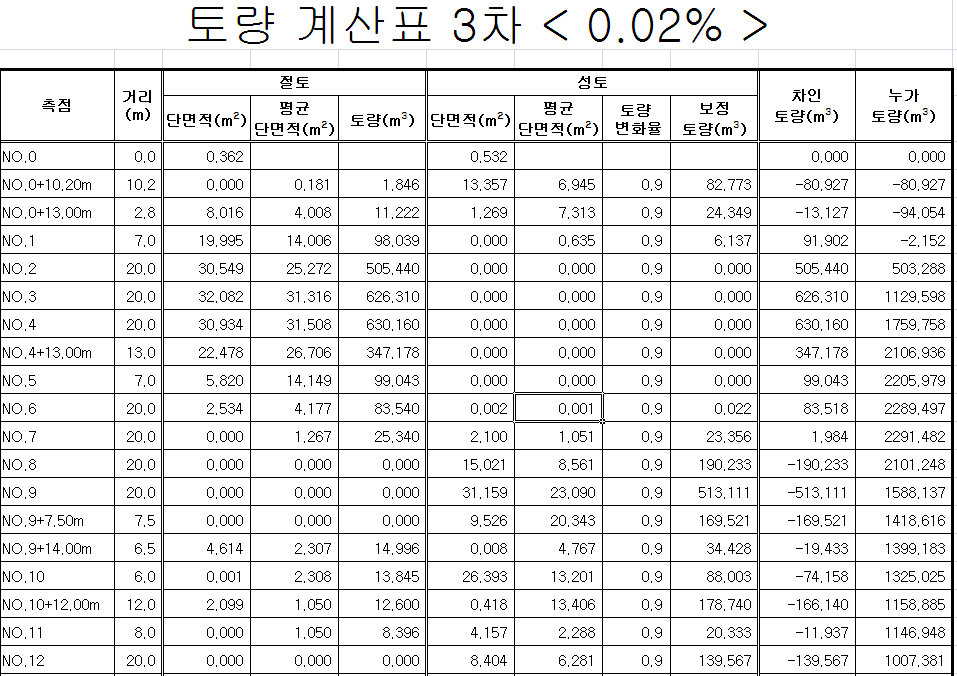 토량 계산표 3차 < 0.02% >
측점 거리(m) 절토 성토 차인토량(m³) 누가토량(m³)
단면적(m²) 평균단면적(m²) 토량(m³) 단면적(m²) 평균단면적(m²) 토량변화율 보정토량(m³)
NO.0 0.0 0.362 0.532 0.000 0.000
NO.0+10.20m 10.2 0.000 0.181 1.846 13.357 6.945 0.9 82.773 -80.927 -80.927
NO.0+13.00m 2.8 8.016 4.008 11.222 1.269 7.313 0.9 24.349 -13.127 -94.054
NO.1 7.0 19.995 14.006 98.039 0.000 0.635 0.9 6.137 91.902 -2.152
NO.2 20.0 30.549 25.272 505.440 0.000 0.000 0.9 0.000 505.440 503.288
NO.3 20.0 32.082 31.316 626.310 0.000 0.000 0.9 0.000 626.310 1129.598
NO.4 20.0 30.934 31.508 630.160 0.000 0.000 0.9 0.000 630.160 1759.758
NO.4+13.00m 13.0 22.478 26.706 347.178 0.000 0.000 0.9 0.000 347.178 2106.936
NO.5 7.0 5.820 14.149 99.043 0.000 0.000 0.9 0.000 99.043 2205.979
NO.6 20.0 2.534 4.177 83.540 0.002 0.001 0.9 0.022 83.518 2289.497
NO.7 20.0 0.000 1.267 25.340 2.100 1.051 0.9 23.356 1.984 2291.482
NO.8 20.0 0.000 0.000 0.000 15.021 8.561 0.9 190.233 -190.233 2101.248
NO.9 20.0 0.000 0.000 0.000 31.159 23.090 0.9 513.111 -513.111 1588.137
NO.9+7.50m 7.5 0.000 0.000 0.000 9.526 20.343 0.9 169.521 -169.521 1418.616
NO.9+14.00m 6.5 4.614 2.307 14.996 0.008 4.767 0.9 34.428 -19.433 1399.183
NO.10 6.0 0.001 2.308 13.845 26.393 13.201 0.9 88.003 -74.158 1325.025
NO.10+12.00m 12.0 2.099 1.050 12.600 0.418 13.406 0.9 178.740 -166.140 1158.885
NO.11 8.0 0.000 1.050 8.396 4.157 2.288 0.9 20.333 -11.937 1146.948
NO.12 20.0 0.000 0.000 0.000 8.404 6.281 0.9 139.567 -139.567 1007.381